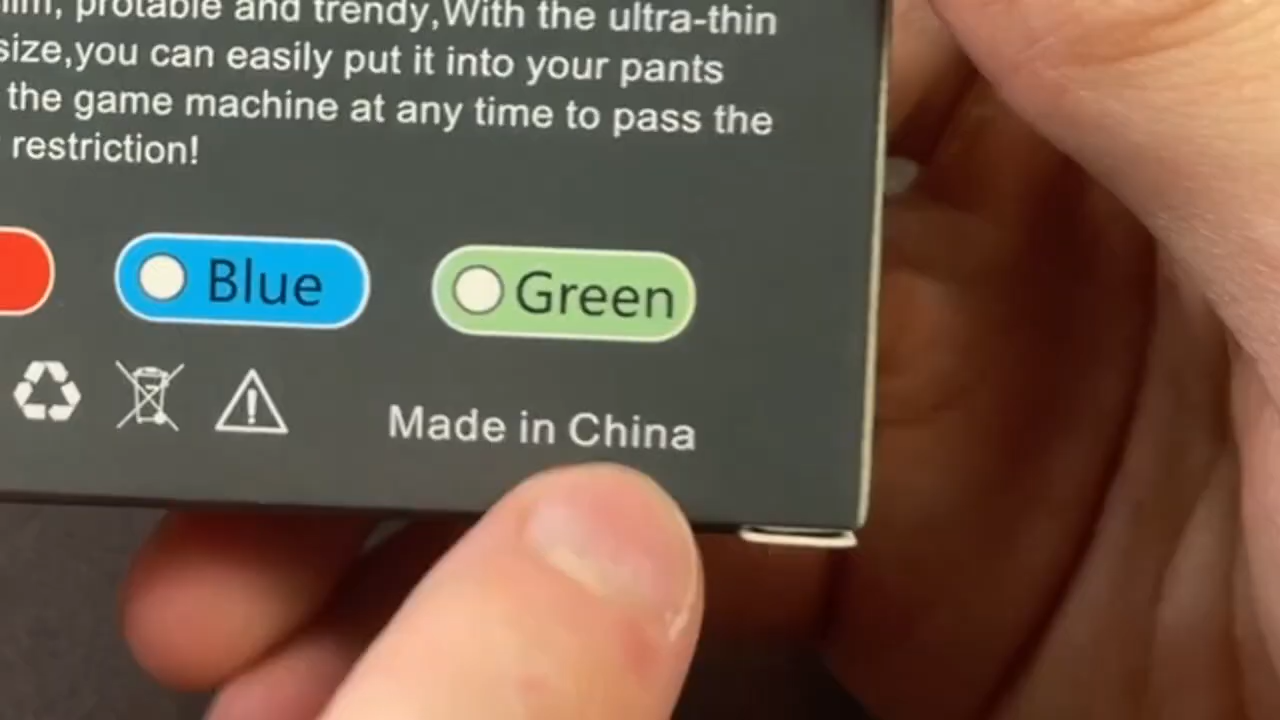 slim, protable and trendy,With the ultra-thin
size,you can easily put it into your pants
the game machine at any time to pass the
restriction!
Blue
Green
Made in China